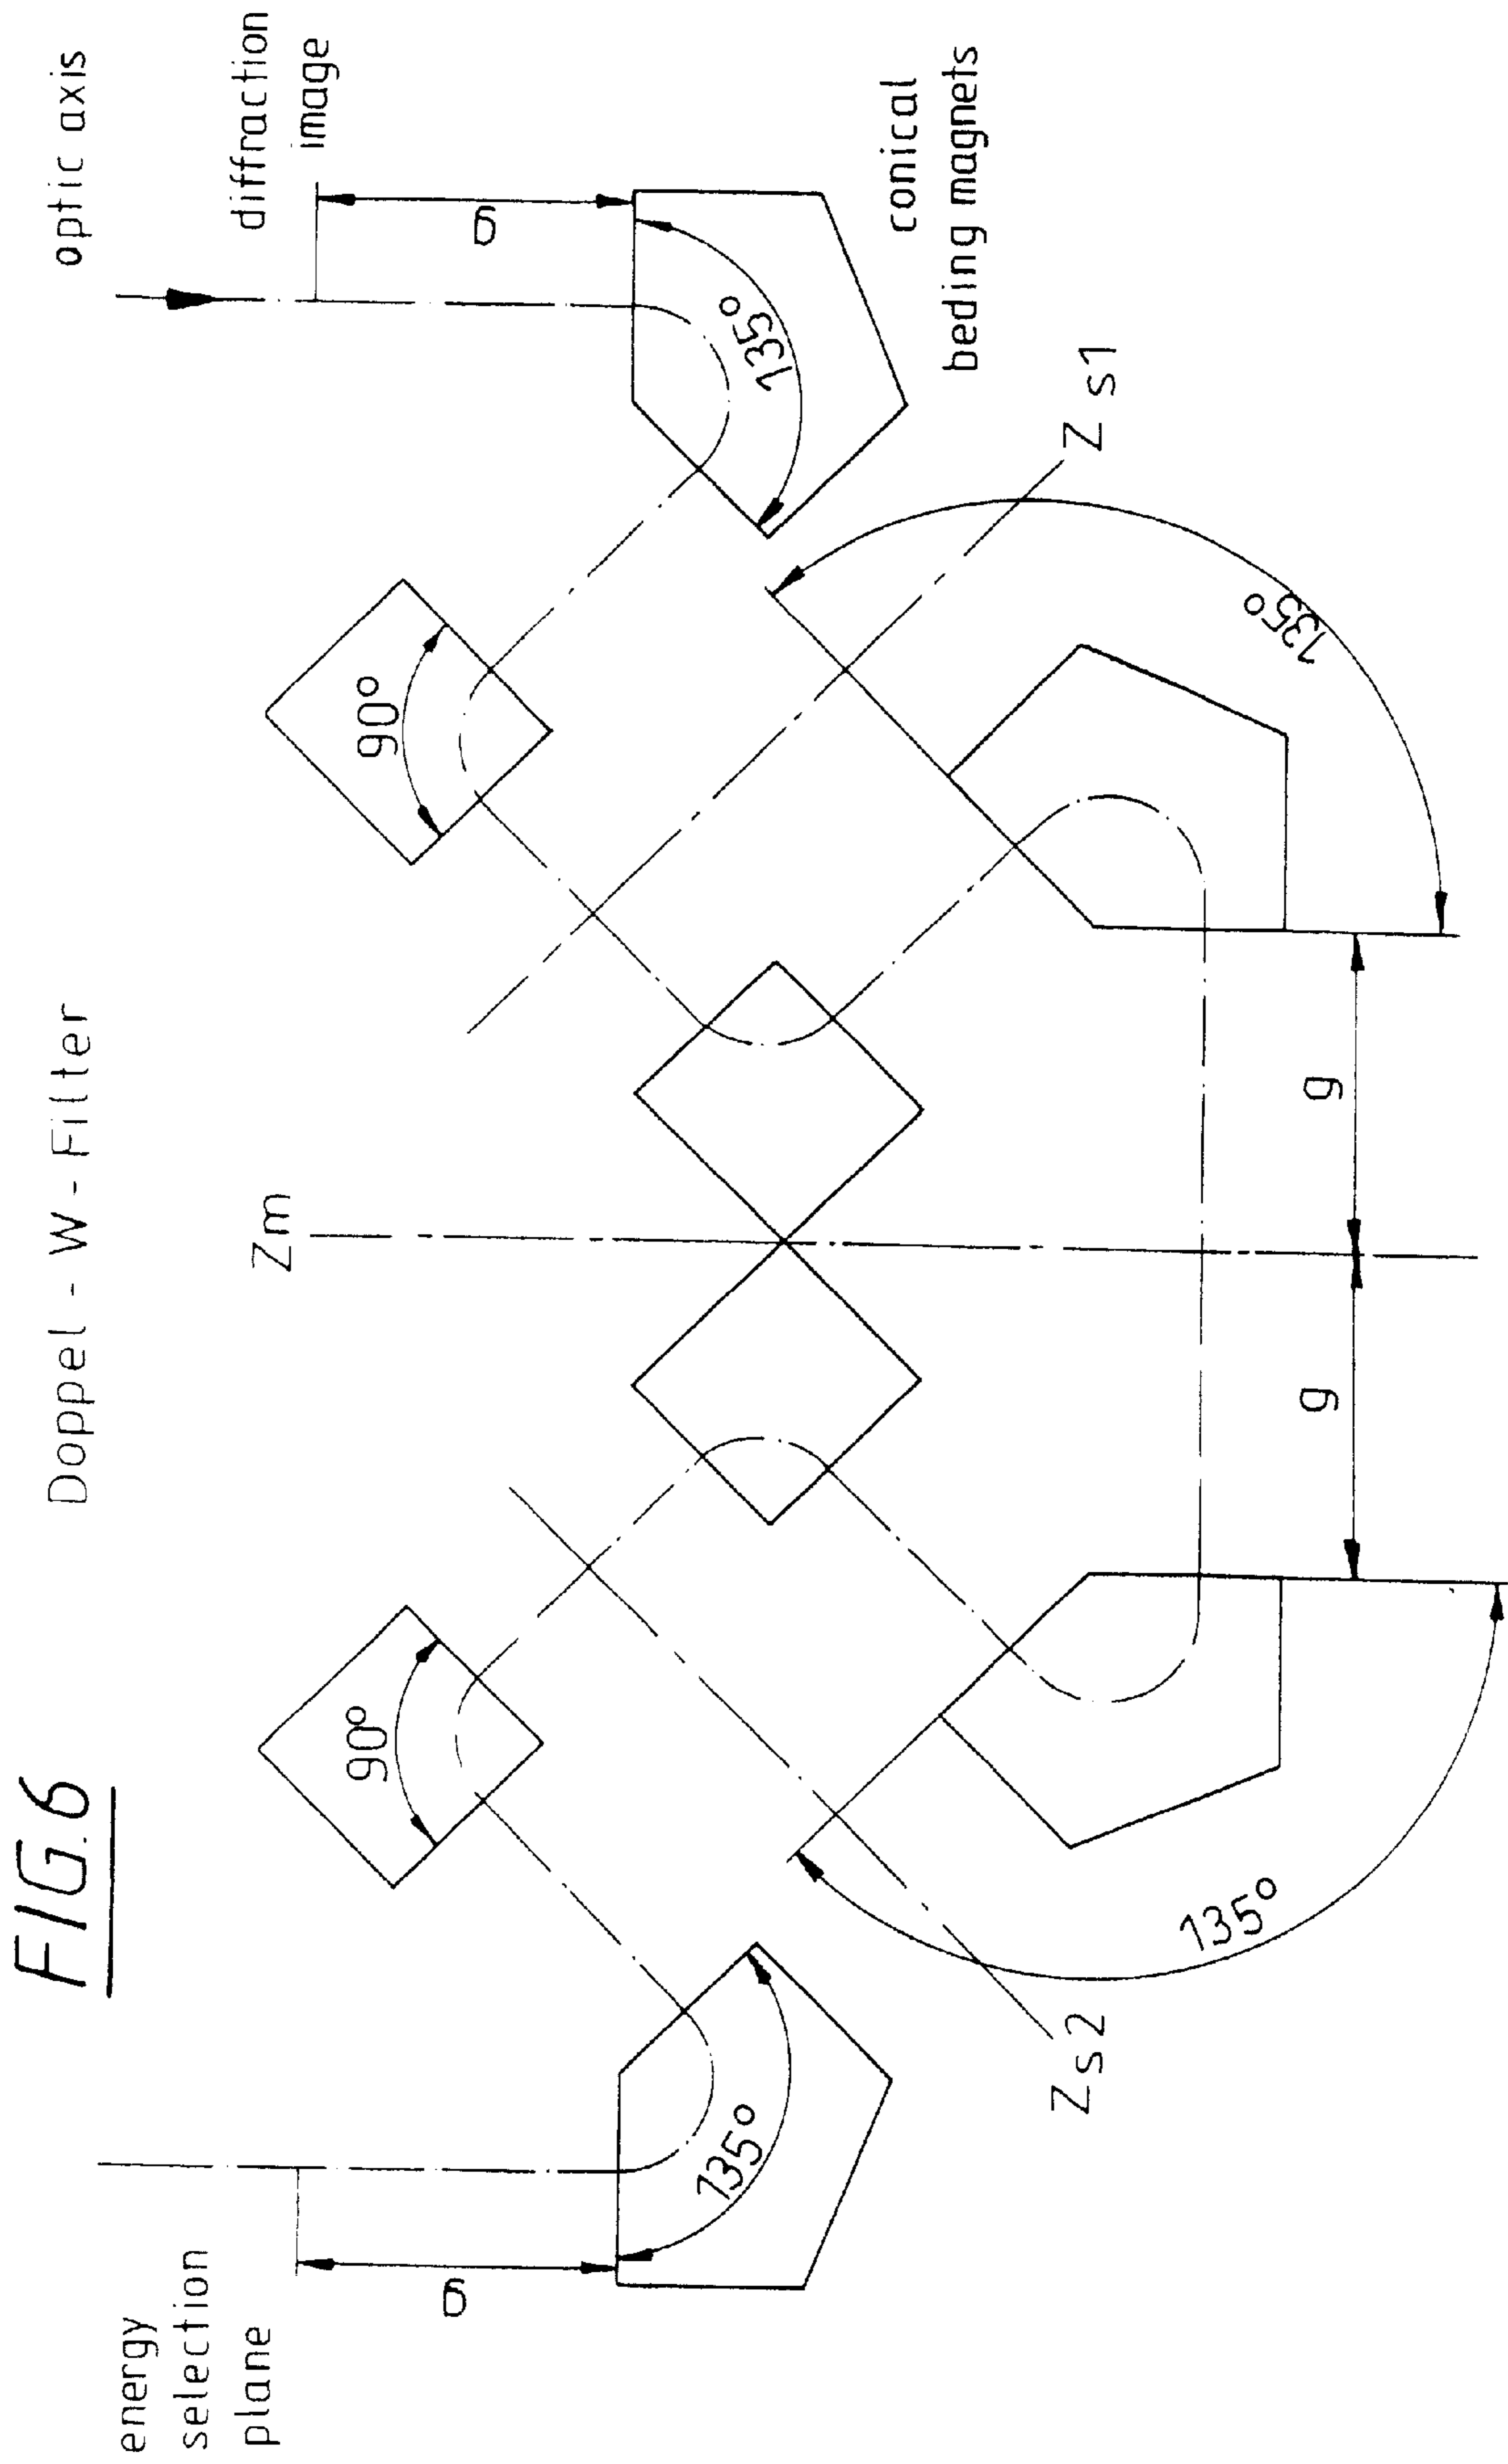 FIG.6
Doppel - W - Filter
optic axis
diffraction
image
energy
selection
plane
Zm
g
g
90°
90°
135°
135°
conical
beding magnets
Z s1
Z s2
135°
135°
g
g